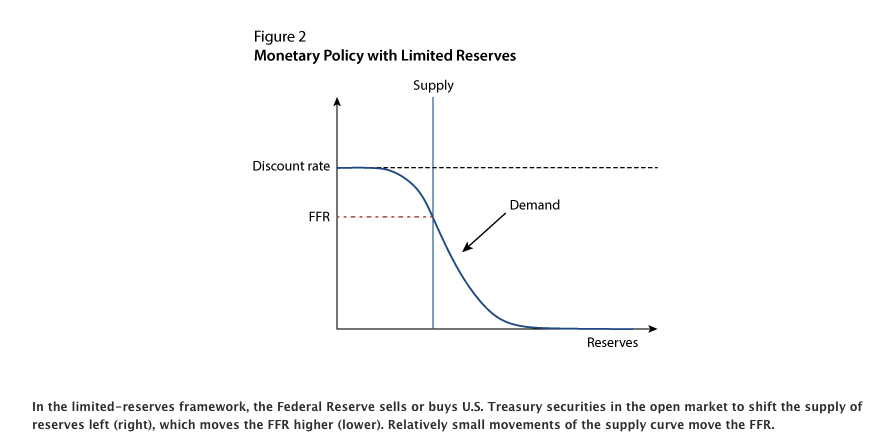 Figure 2
Monetary Policy with Limited Reserves
Supply
Discount rate
Demand
FFR
Reserves
In the limited-reserves framework, the Federal Reserve sells or buys U.S. Treasury securities in the open market to shift the supply of
reserves left (right), which moves the FFR higher (lower). Relatively small movements of the supply curve move the FFR.